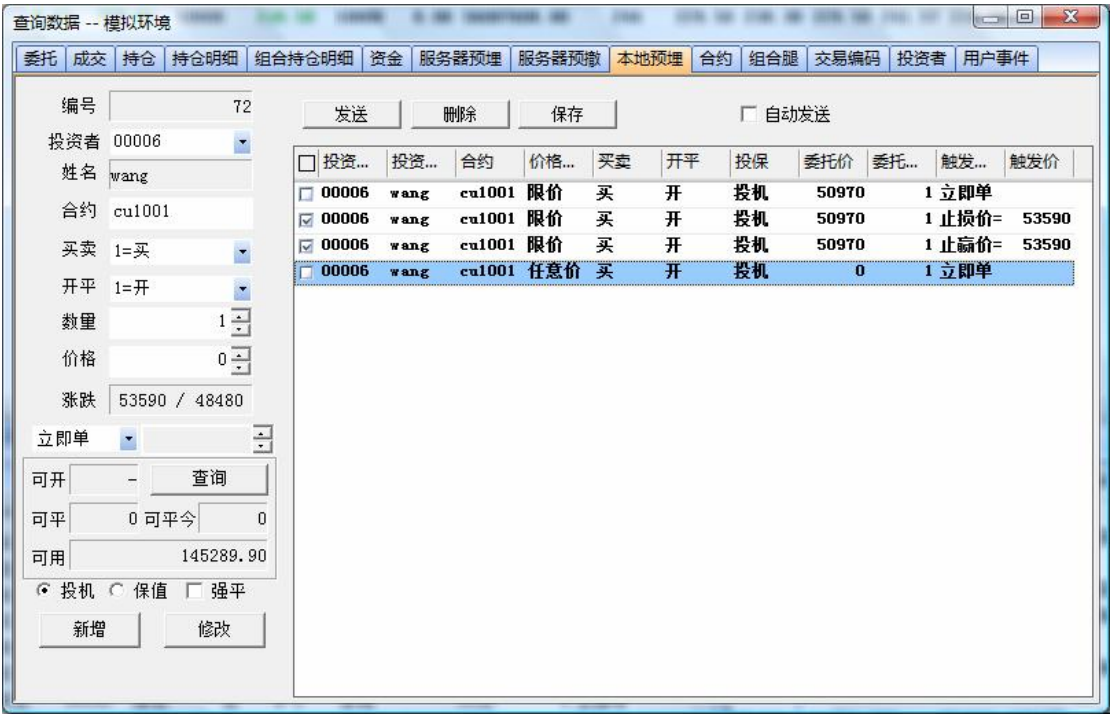 查询数据 -- 模拟环境
委托 成交 持仓 持仓明细 组合持仓明细 资金 服务器预埋 服务器预撤 本地预埋 合约 组合腿 交易编码 投资者 用户事件
编号 72
投资者 00006
姓名 wang
合约 cu1001
买卖 1=买
开平 1=开
数量 1
价格 0
涨跌 53590 / 48480
立即单
可开 - 查询
可平 0 可平今 0
可用 145289.90
投机 保值 强平
新增 修改
发送 删除 保存 自动发送
投资... 投资... 合约 价格... 买卖 开平 投保 委托价 委托... 触发... 触发价
00006 wang cu1001 限价 买 开 投机 50970 1 立即单
00006 wang cu1001 限价 买 开 投机 50970 1 止损价= 53590
00006 wang cu1001 限价 买 开 投机 50970 1 止赢价= 53590
00006 wang cu1001 任意价 买 开 投机 0 1 立即单